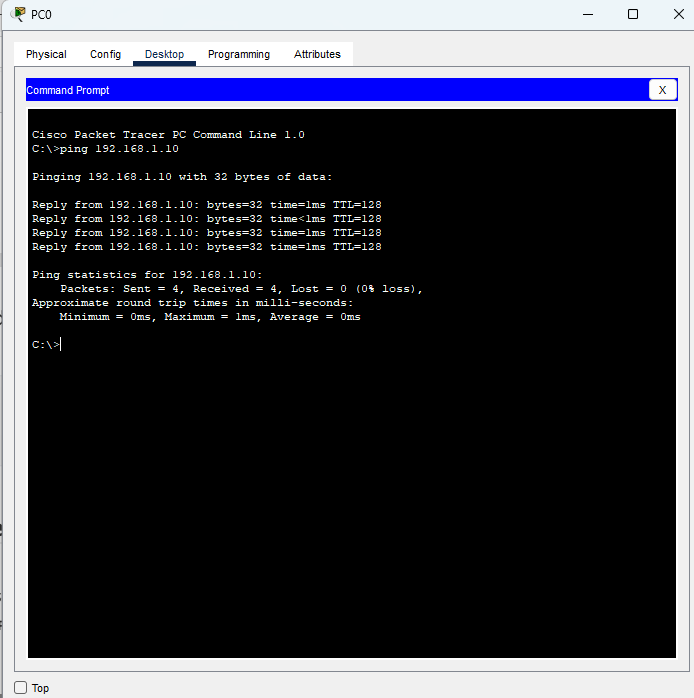 PC0
Physical Config Desktop Programming Attributes
Command Prompt X
Cisco Packet Tracer PC Command Line 1.0
C:\>ping 192.168.1.10
Pinging 192.168.1.10 with 32 bytes of data:
Reply from 192.168.1.10: bytes=32 time=1ms TTL=128
Reply from 192.168.1.10: bytes=32 time<1ms TTL=128
Reply from 192.168.1.10: bytes=32 time=1ms TTL=128
Reply from 192.168.1.10: bytes=32 time=1ms TTL=128
Ping statistics for 192.168.1.10:
Packets: Sent = 4, Received = 4, Lost = 0 (0% loss),
Approximate round trip times in milli-seconds:
Minimum = 0ms, Maximum = 1ms, Average = 0ms
C:\>
Top